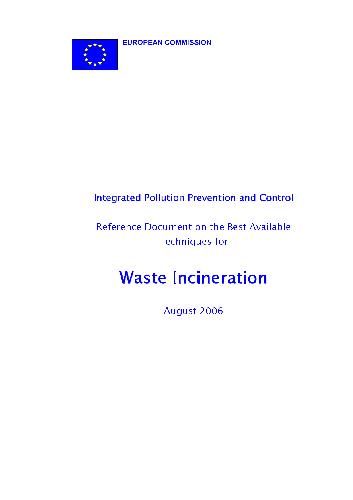 EUROPEAN COMMISSION
Integrated Pollution Prevention and Control
Reference Document on the Best Available
Techniques for
Waste Incineration
August 2006